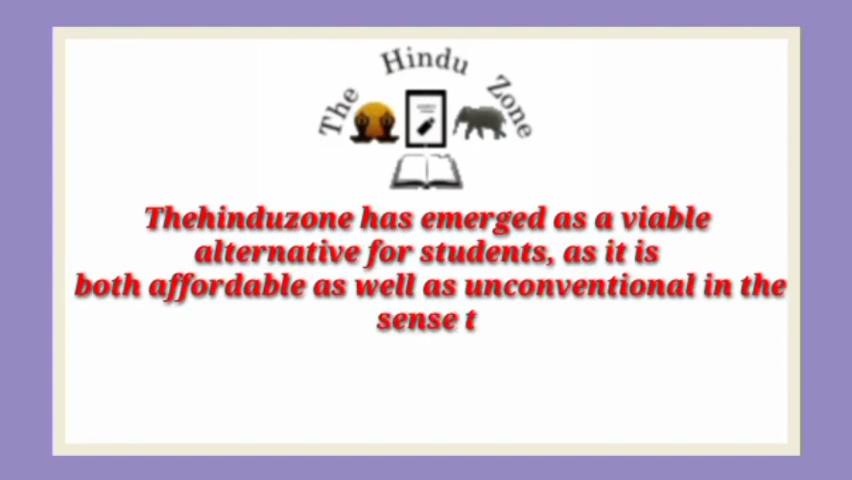 The Hindu Zone
Thehinduzone has emerged as a viable
alternative for students, as it is
both affordable as well as unconventional in the
sense t